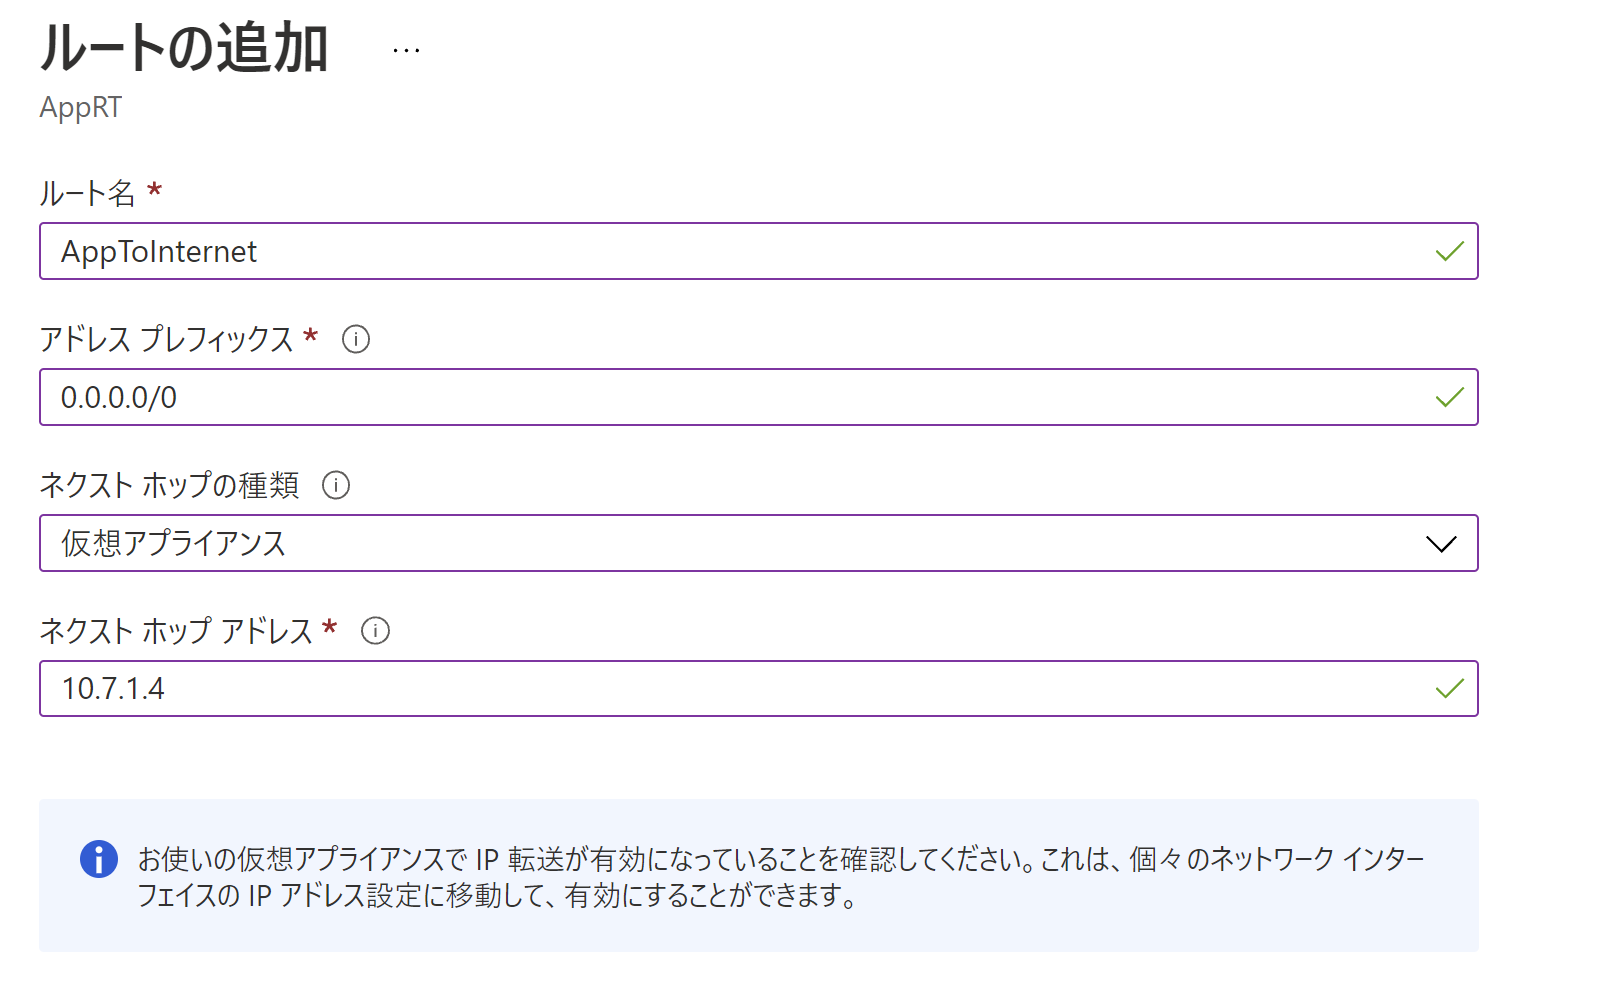 ルートの追加 …
AppRT
ルート名 *
AppToInternet
アドレス プレフィックス *
0.0.0.0/0
ネクスト ホップの種類
仮想アプライアンス
ネクスト ホップ アドレス *
10.7.1.4
お使いの仮想アプライアンスで IP 転送が有効になっていることを確認してください。これは、個々のネットワーク インター
フェイスの IP アドレス設定に移動して、有効にすることができます。